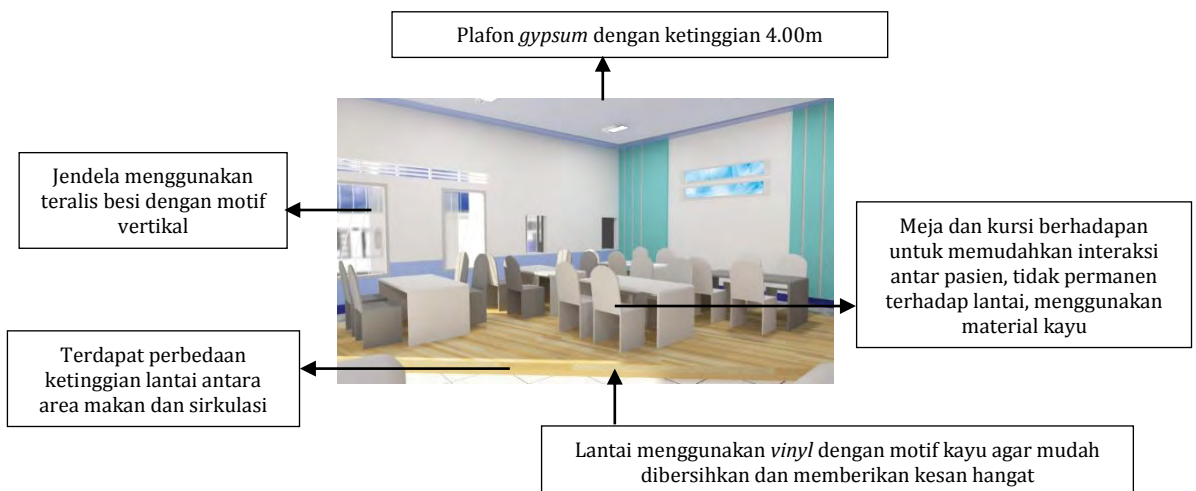 Plafon gypsum dengan ketinggian 4.00m
Jendela menggunakan
teralis besi dengan motif
vertikal
Meja dan kursi berhadapan
untuk memudahkan interaksi
antar pasien, tidak permanen
terhadap lantai, menggunakan
material kayu
Terdapat perbedaan
ketinggian lantai antara
area makan dan sirkulasi
Lantai menggunakan vinyl dengan motif kayu agar mudah
dibersihkan dan memberikan kesan hangat